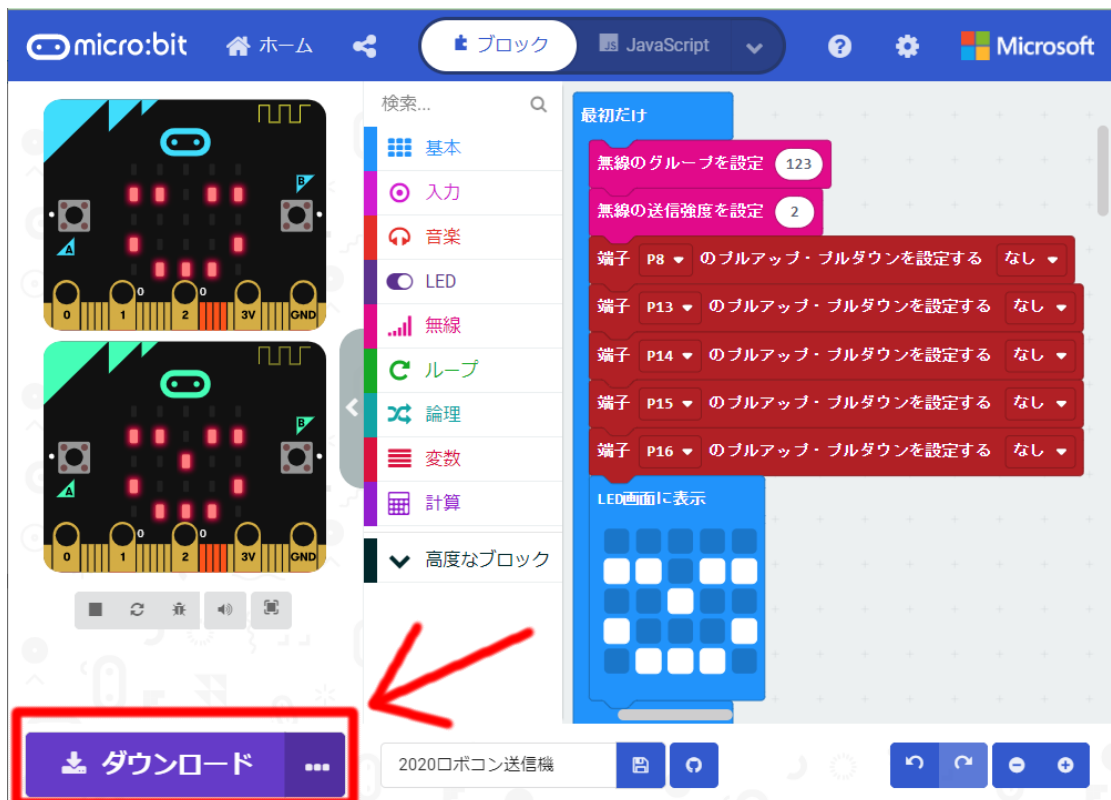 micro:bit
ホーム
ブロック
JS JavaScript
?
Microsoft
検索...
基本
入力
音楽
LED
無線
ループ
論理
変数
計算
高度なブロック
B
A
0 0
0 1 2 3V GND
B
A
0 0
0 1 2 3V GND
最初だけ
無線のグループを設定 123
無線の送信強度を設定 2
端子 P8 のプルアップ・プルダウンを設定する なし
端子 P13 のプルアップ・プルダウンを設定する なし
端子 P14 のプルアップ・プルダウンを設定する なし
端子 P15 のプルアップ・プルダウンを設定する なし
端子 P16 のプルアップ・プルダウンを設定する なし
LED画面に表示
ダウンロード ...
2020ロボコン送信機